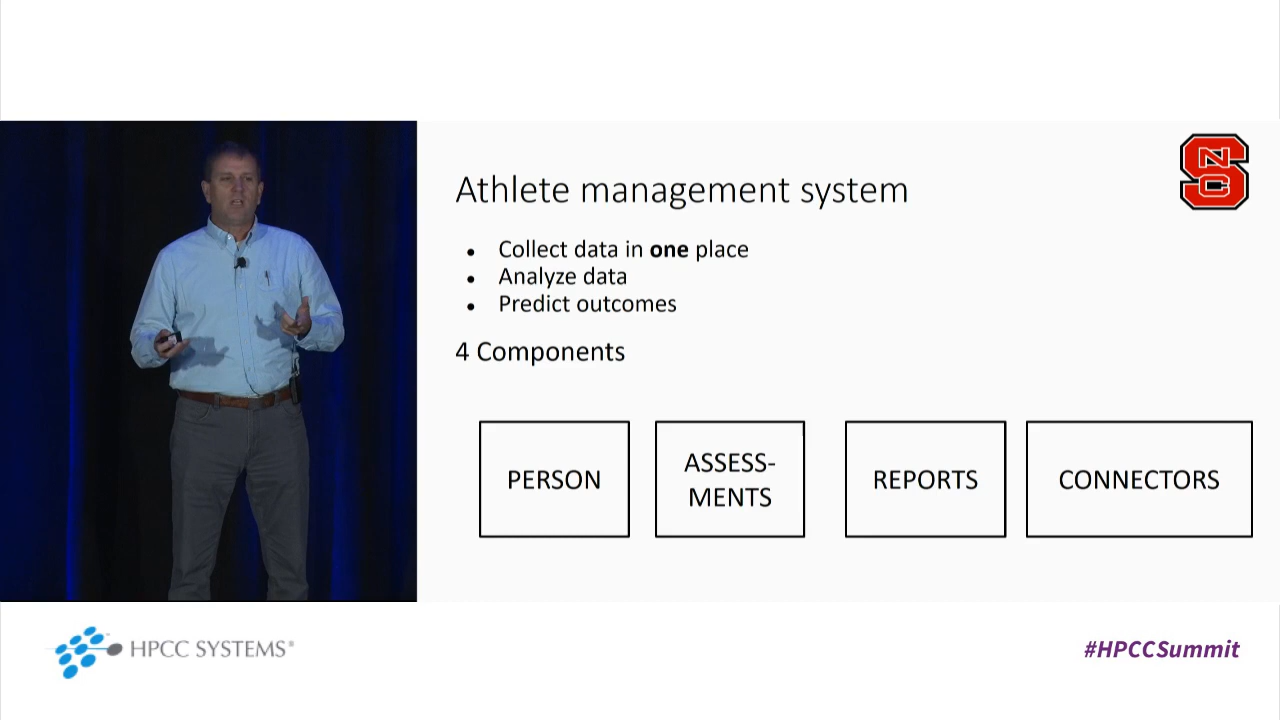 Athlete management system
• Collect data in one place
• Analyze data
• Predict outcomes
4 Components
PERSON
ASSESS-
MENTS
REPORTS
CONNECTORS
NCS
HPCC SYSTEMS®
#HPCCSummit